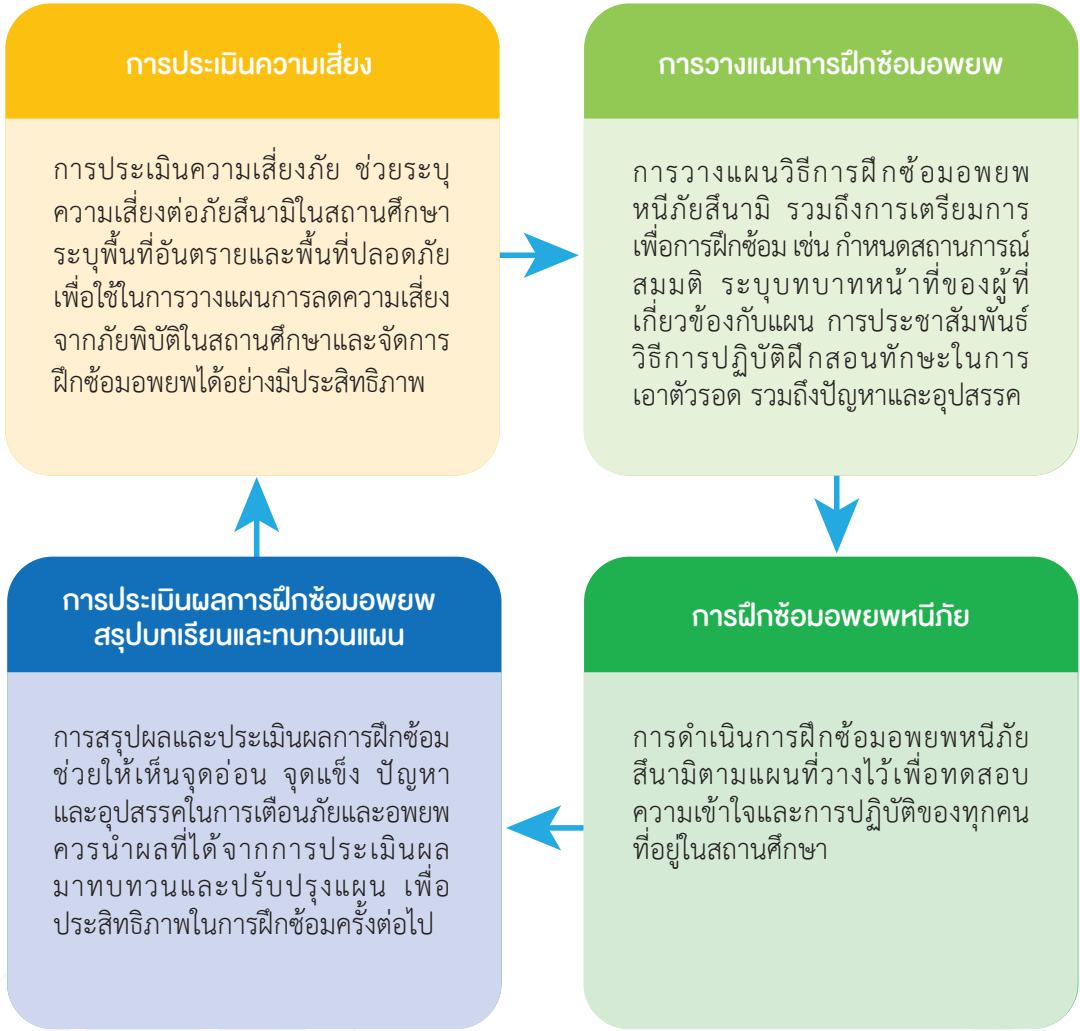 การประเมินความเสี่ยง
การประเมินความเสี่ยงภัย ช่วยระบุ
ความเสี่ยงต่อภัยสึนามิในสถานศึกษา
ระบุพื้นที่อันตรายและพื้นที่ปลอดภัย
เพื่อใช้ในการวางแผนการลดความเสี่ยง
จากภัยพิบัติในสถานศึกษาและจัดการ
ฝึกซ้อมอพยพได้อย่างมีประสิทธิภาพ
การวางแผนการฝึกซ้อมอพยพ
การวางแผนวิธีการฝึกซ้อมอพยพ
หนีภัยสึนามิ รวมถึงการเตรียมการ
เพื่อการฝึกซ้อม เช่น กำหนดสถานการณ์
สมมติ ระบุบทบาทหน้าที่ของผู้ที่
เกี่ยวข้องกับแผน การประชาสัมพันธ์
วิธีการปฏิบัติฝึกสอนทักษะในการ
เอาตัวรอด รวมถึงปัญหาและอุปสรรค
การฝึกซ้อมอพยพหนีภัย
การดำเนินการฝึกซ้อมอพยพหนีภัย
สึนามิตามแผนที่วางไว้เพื่อทดสอบ
ความเข้าใจและการปฏิบัติของทุกคน
ที่อยู่ในสถานศึกษา
การประเมินผลการฝึกซ้อมอพยพ
สรุปบทเรียนและทบทวนแผน
การสรุปผลและประเมินผลการฝึกซ้อม
ช่วยให้เห็นจุดอ่อน จุดแข็ง ปัญหา
และอุปสรรคในการเตือนภัยและอพยพ
ควรนำผลที่ได้จากการประเมินผล
มาทบทวนและปรับปรุงแผน เพื่อ
ประสิทธิภาพในการฝึกซ้อมครั้งต่อไป